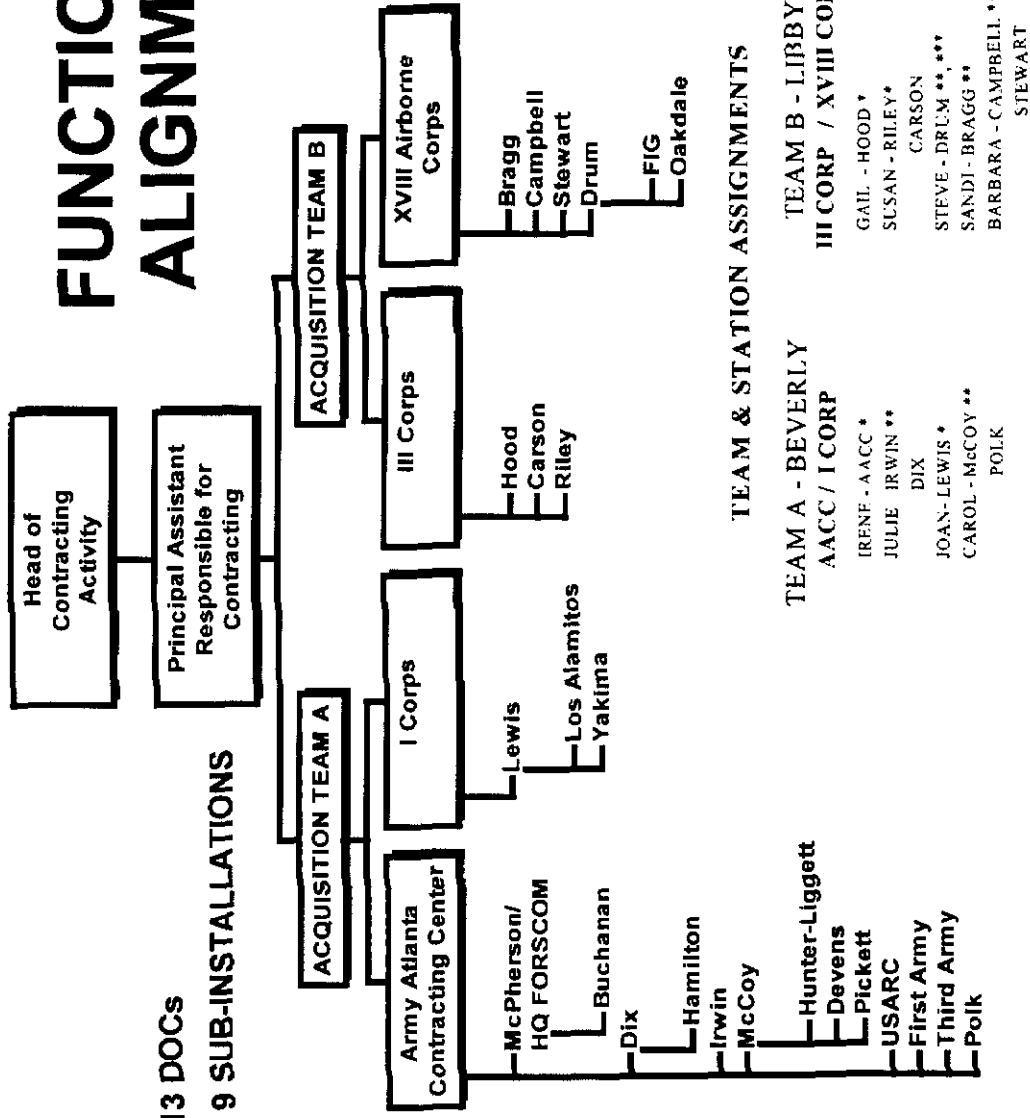 FUNCTIO
ALIGNM
13 DOCs
9 SUB-INSTALLATIONS
Head of
Contracting
Activity
Principal Assistant
Responsible for
Contracting
ACQUISITION TEAM A
ACQUISITION TEAM B
Army Atlanta
Contracting Center
I Corps
III Corps
XVIII Airborne
Corps
McPherson/
HQ FORSCOM
Buchanan
Dix
Hamilton
Irwin
McCoy
Hunter-Liggett
Devens
Pickett
USARC
First Army
Third Army
Polk
Lewis
Los Alamitos
Yakima
Hood
Carson
Riley
Bragg
Campbell
Stewart
Drum
FIG
Oakdale
TEAM & STATION ASSIGNMENTS
TEAM A - BEVERLY
AACC / I CORP
IRENE - AACC *
JULIE IRWIN **
DIX
JOAN- LEWIS *
CAROL - McCOY **
POLK
TEAM B - LIBBY
III CORP / XVIII CO
GAIL - HOOD *
SUSAN - RILEY*
CARSON
STEVE - DRUM **, ***
SANDI - BRAGG **
BARBARA - CAMPBELL *
STEWART